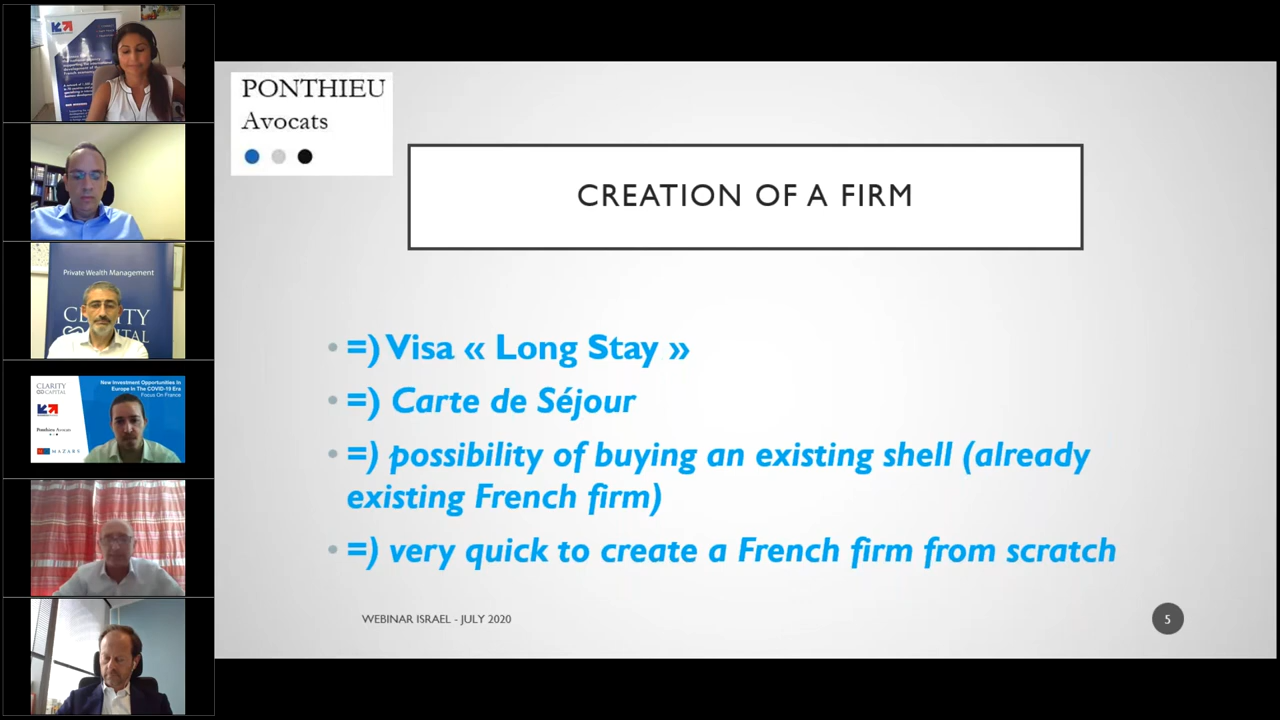 Private Wealth Management
CLARITY
CAPITAL
CLARITY
CAPITAL
New Investment Opportunities In
Europe In The COVID-19 Era
Focus On France
Ponthieu Avocats
MAZARS
PONTHIEU
Avocats
CREATION OF A FIRM
• =) Visa « Long Stay »
• =) Carte de Séjour
• =) possibility of buying an existing shell (already
existing French firm)
• =) very quick to create a French firm from scratch
WEBINAR ISRAEL - JULY 2020
5